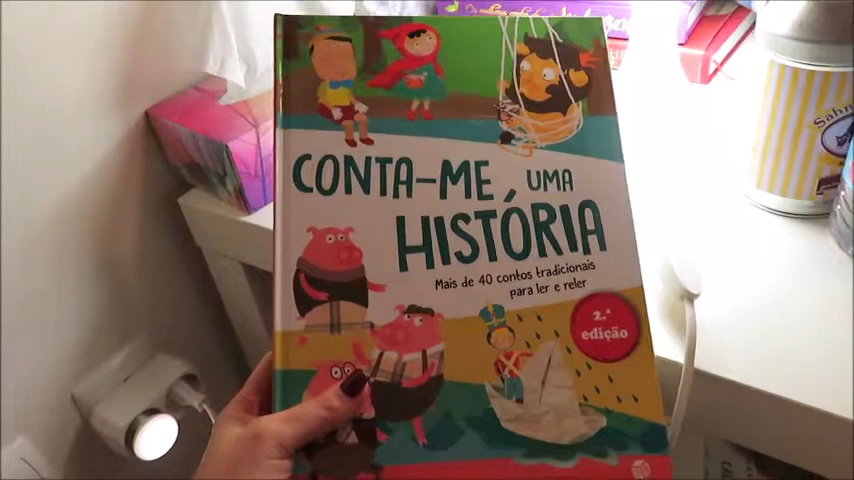 CONTA-ME, UMA
HISTÓRIA
Mais de 40 contos tradicionais
para ler e reler
2.ª
edição